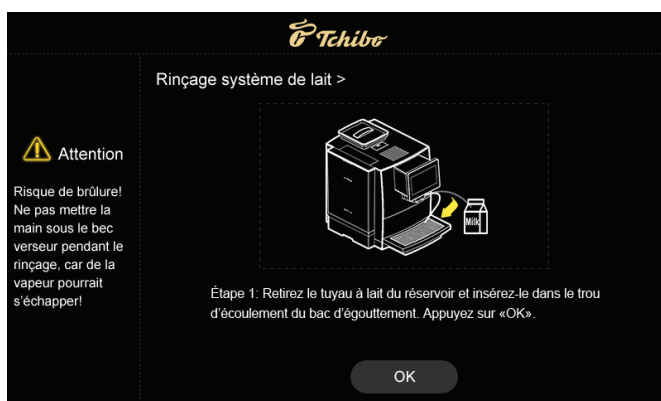 Tchibo
Rinçage système de lait >
Attention
Risque de brûlure!
Ne pas mettre la
main sous le bec
verseur pendant le
rinçage, car de la
vapeur pourrait
s’échapper!
Milk
Étape 1: Retirez le tuyau à lait du réservoir et insérez-le dans le trou
d’écoulement du bac d’égouttement. Appuyez sur «OK».
OK